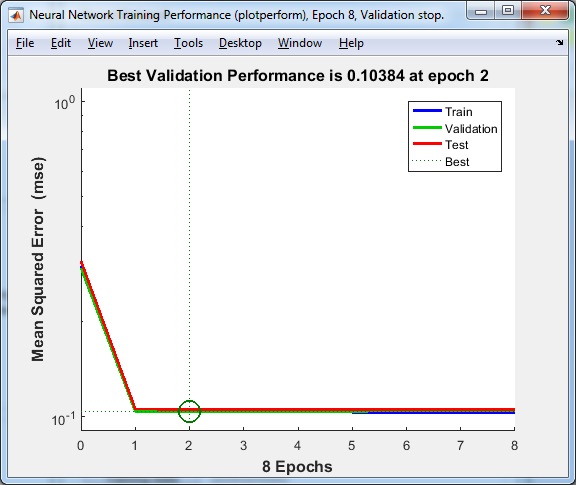 Neural Network Training Performance (plotperform), Epoch 8, Validation stop.
File Edit View Insert Tools Desktop Window Help
Best Validation Performance is 0.10384 at epoch 2
10^0
Mean Squared Error (mse)
10^-1
Train
Validation
Test
Best
0 1 2 3 4 5 6 7 8
8 Epochs